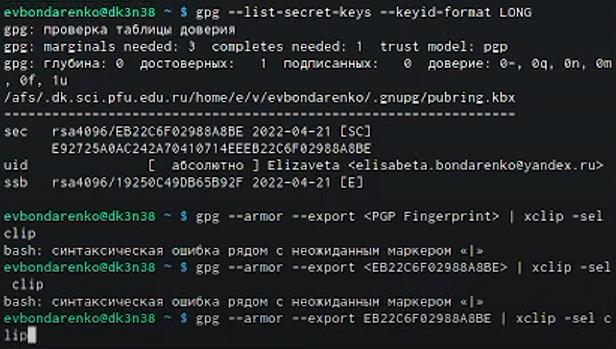 evbondarenko@dk3n38 ~ $ gpg --list-secret-keys --keyid-format LONG
gpg: проверка таблицы доверия
gpg: marginals needed: 3  completes needed: 1  trust model: pgp
gpg: глубина: 0  достоверных:   1  подписанных:   0  доверие: 0-, 0q, 0n, 0m
, 0f, 1u
/afs/.dk.sci.pfu.edu.ru/home/e/v/evbondarenko/.gnupg/pubring.kbx
----------------------------------------------------------------
sec   rsa4096/EB22C6F02988A8BE 2022-04-21 [SC]
      E92725A0AC242A70410714EEEB22C6F02988A8BE
uid               [  абсолютно ] Elizaveta <elisabeta.bondarenko@yandex.ru>
ssb   rsa4096/19250C49DB65B92F 2022-04-21 [E]

evbondarenko@dk3n38 ~ $ gpg --armor --export <PGP Fingerprint> | xclip -sel
clip
bash: синтаксическая ошибка рядом с неожиданным маркером «|»
evbondarenko@dk3n38 ~ $ gpg --armor --export <EB22C6F02988A8BE> | xclip -sel
 clip
bash: синтаксическая ошибка рядом с неожиданным маркером «|»
evbondarenko@dk3n38 ~ $ gpg --armor --export EB22C6F02988A8BE | xclip -sel c
lip